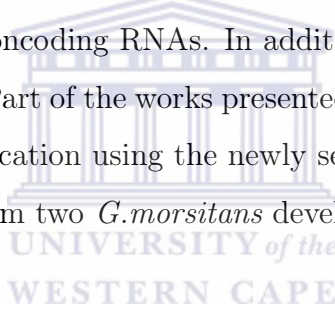 oncoding RNAs. In addit
Part of the works presented
cation using the newly se
m two G.morsitans devel
UNIVERSITY of the
WESTERN CAPE